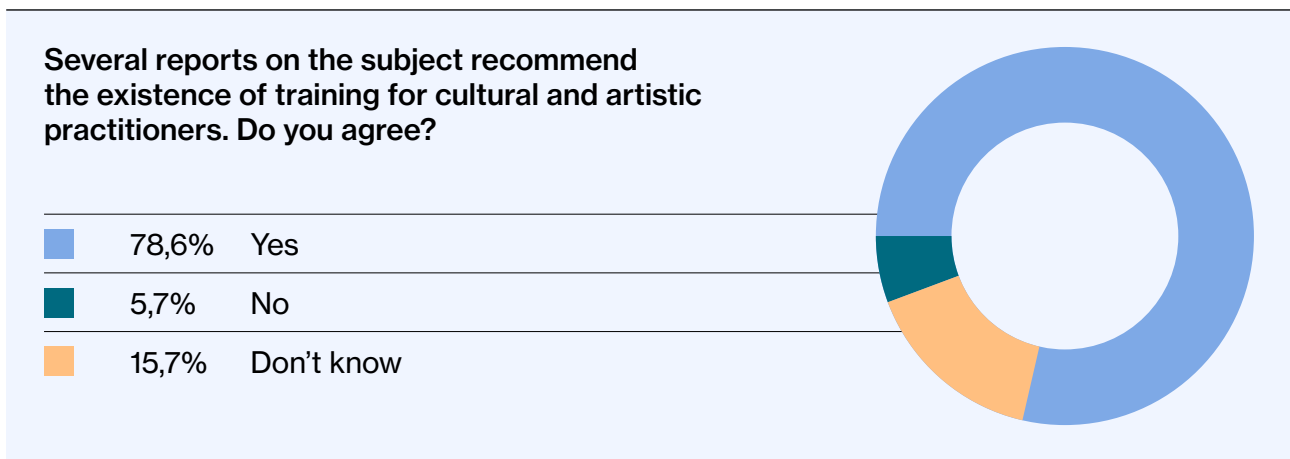 Several reports on the subject recommend
the existence of training for cultural and artistic
practitioners. Do you agree?
78,6% Yes
5,7% No
15,7% Don't know